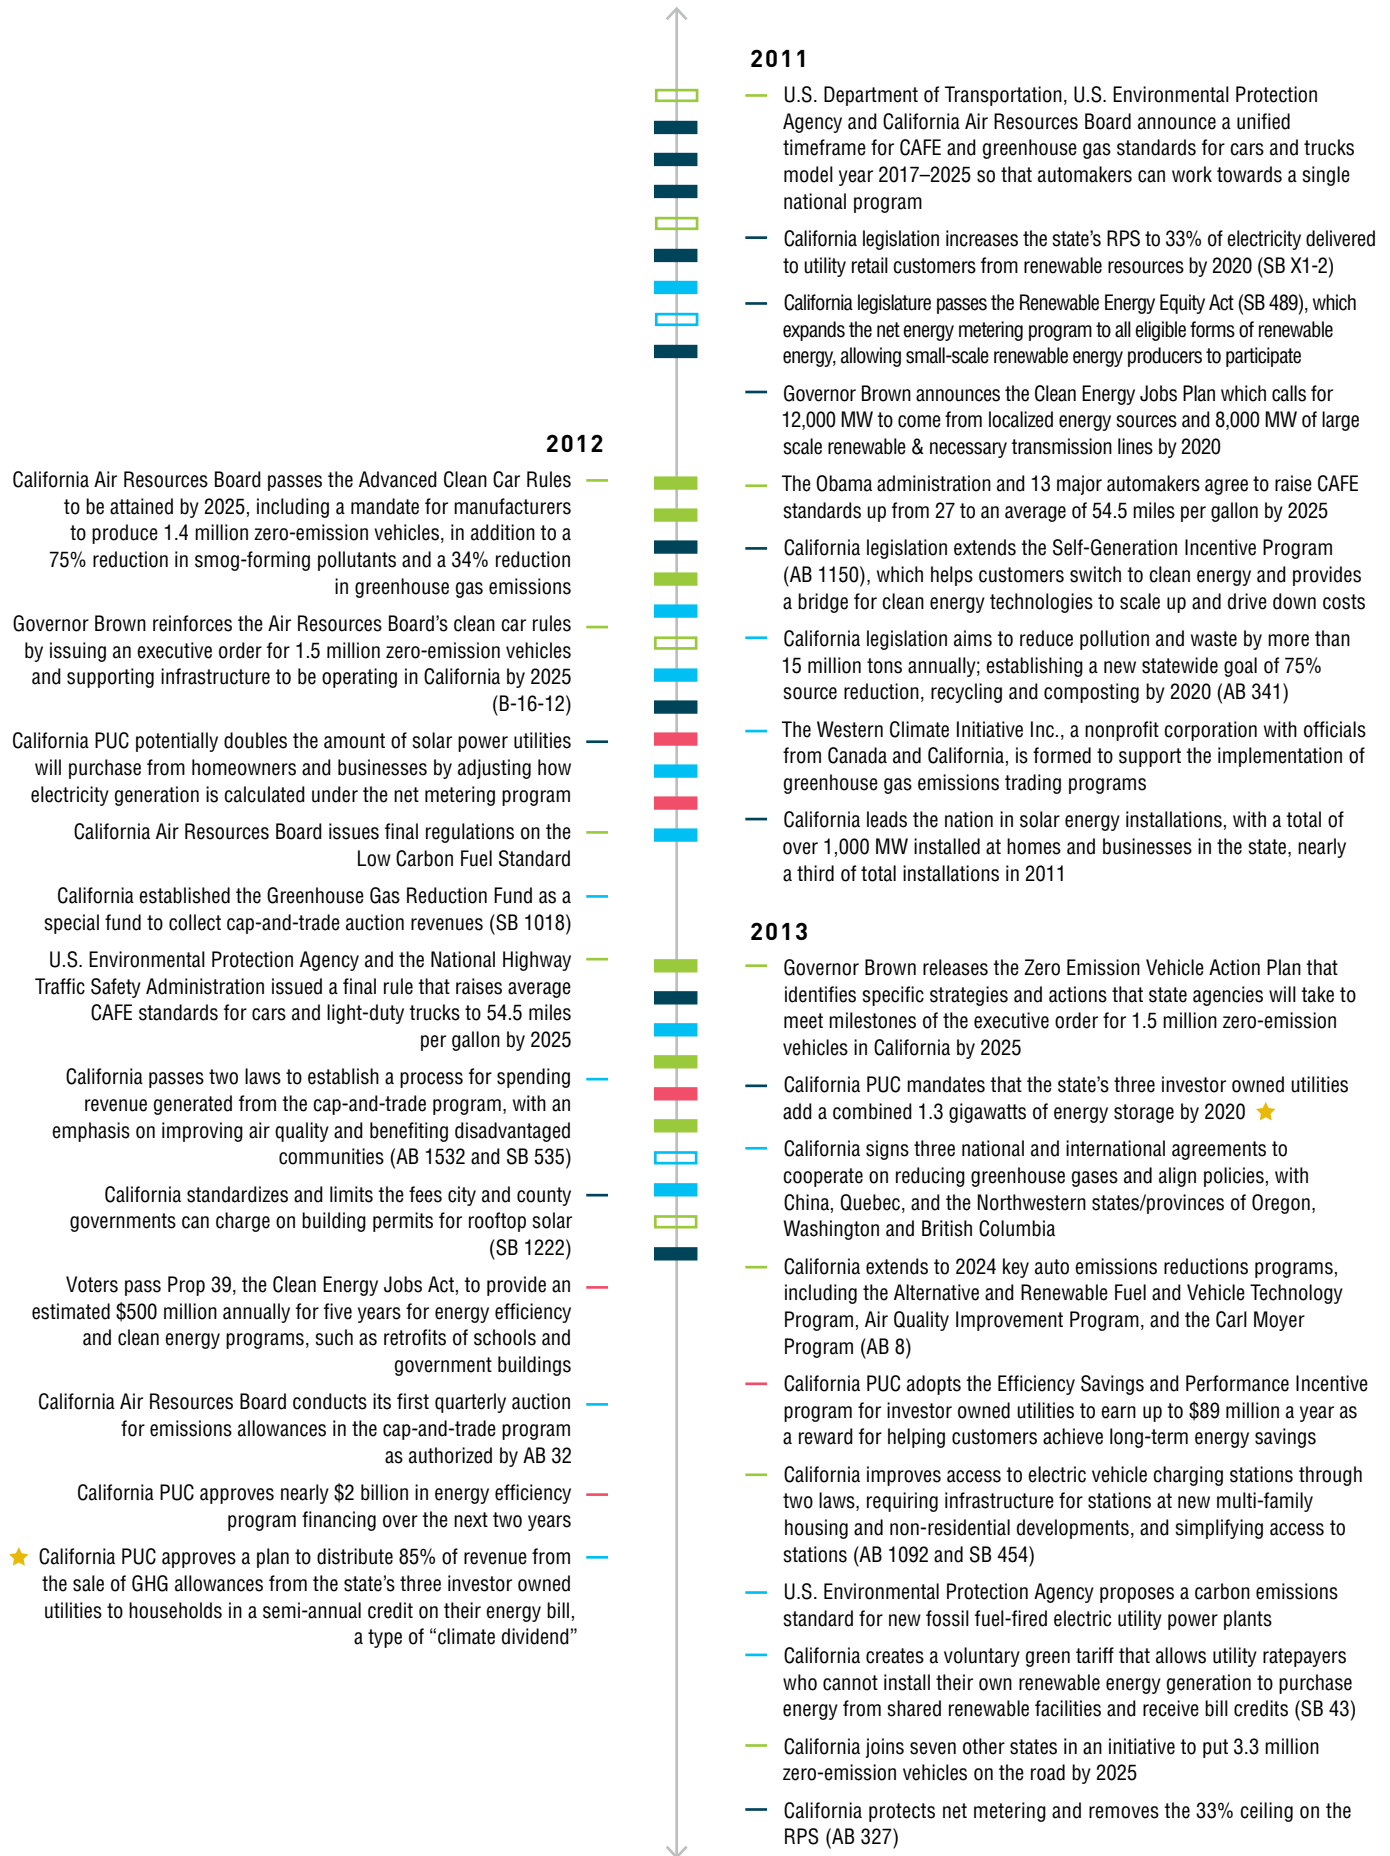 2011
U.S. Department of Transportation, U.S. Environmental Protection
Agency and California Air Resources Board announce a unified
timeframe for CAFE and greenhouse gas standards for cars and trucks
model year 2017–2025 so that automakers can work towards a single
national program
California legislation increases the state’s RPS to 33% of electricity delivered
to utility retail customers from renewable resources by 2020 (SB X1-2)
California legislature passes the Renewable Energy Equity Act (SB 489), which
expands the net energy metering program to all eligible forms of renewable
energy, allowing small-scale renewable energy producers to participate
Governor Brown announces the Clean Energy Jobs Plan which calls for
12,000 MW to come from localized energy sources and 8,000 MW of large
scale renewable & necessary transmission lines by 2020
The Obama administration and 13 major automakers agree to raise CAFE
standards up from 27 to an average of 54.5 miles per gallon by 2025
California legislation extends the Self-Generation Incentive Program
(AB 1150), which helps customers switch to clean energy and provides
a bridge for clean energy technologies to scale up and drive down costs
California legislation aims to reduce pollution and waste by more than
15 million tons annually; establishing a new statewide goal of 75%
source reduction, recycling and composting by 2020 (AB 341)
The Western Climate Initiative Inc., a nonprofit corporation with officials
from Canada and California, is formed to support the implementation of
greenhouse gas emissions trading programs
California leads the nation in solar energy installations, with a total of
over 1,000 MW installed at homes and businesses in the state, nearly
a third of total installations in 2011
2012
California Air Resources Board passes the Advanced Clean Car Rules
to be attained by 2025, including a mandate for manufacturers
to produce 1.4 million zero-emission vehicles, in addition to a
75% reduction in smog-forming pollutants and a 34% reduction
in greenhouse gas emissions
Governor Brown reinforces the Air Resources Board’s clean car rules
by issuing an executive order for 1.5 million zero-emission vehicles
and supporting infrastructure to be operating in California by 2025
(B-16-12)
California PUC potentially doubles the amount of solar power utilities
will purchase from homeowners and businesses by adjusting how
electricity generation is calculated under the net metering program
California Air Resources Board issues final regulations on the
Low Carbon Fuel Standard
California established the Greenhouse Gas Reduction Fund as a
special fund to collect cap-and-trade auction revenues (SB 1018)
U.S. Environmental Protection Agency and the National Highway
Traffic Safety Administration issued a final rule that raises average
CAFE standards for cars and light-duty trucks to 54.5 miles
per gallon by 2025
California passes two laws to establish a process for spending
revenue generated from the cap-and-trade program, with an
emphasis on improving air quality and benefiting disadvantaged
communities (AB 1532 and SB 535)
California standardizes and limits the fees city and county
governments can charge on building permits for rooftop solar
(SB 1222)
Voters pass Prop 39, the Clean Energy Jobs Act, to provide an
estimated $500 million annually for five years for energy efficiency
and clean energy programs, such as retrofits of schools and
government buildings
California Air Resources Board conducts its first quarterly auction
for emissions allowances in the cap-and-trade program
as authorized by AB 32
California PUC approves nearly $2 billion in energy efficiency
program financing over the next two years
California PUC approves a plan to distribute 85% of revenue from
the sale of GHG allowances from the state’s three investor owned
utilities to households in a semi-annual credit on their energy bill,
a type of “climate dividend”
2013
Governor Brown releases the Zero Emission Vehicle Action Plan that
identifies specific strategies and actions that state agencies will take to
meet milestones of the executive order for 1.5 million zero-emission
vehicles in California by 2025
California PUC mandates that the state’s three investor owned utilities
add a combined 1.3 gigawatts of energy storage by 2020
California signs three national and international agreements to
cooperate on reducing greenhouse gases and align policies, with
China, Quebec, and the Northwestern states/provinces of Oregon,
Washington and British Columbia
California extends to 2024 key auto emissions reductions programs,
including the Alternative and Renewable Fuel and Vehicle Technology
Program, Air Quality Improvement Program, and the Carl Moyer
Program (AB 8)
California PUC adopts the Efficiency Savings and Performance Incentive
program for investor owned utilities to earn up to $89 million a year as
a reward for helping customers achieve long-term energy savings
California improves access to electric vehicle charging stations through
two laws, requiring infrastructure for stations at new multi-family
housing and non-residential developments, and simplifying access to
stations (AB 1092 and SB 454)
U.S. Environmental Protection Agency proposes a carbon emissions
standard for new fossil fuel-fired electric utility power plants
California creates a voluntary green tariff that allows utility ratepayers
who cannot install their own renewable energy generation to purchase
energy from shared renewable facilities and receive bill credits (SB 43)
California joins seven other states in an initiative to put 3.3 million
zero-emission vehicles on the road by 2025
California protects net metering and removes the 33% ceiling on the
RPS (AB 327)